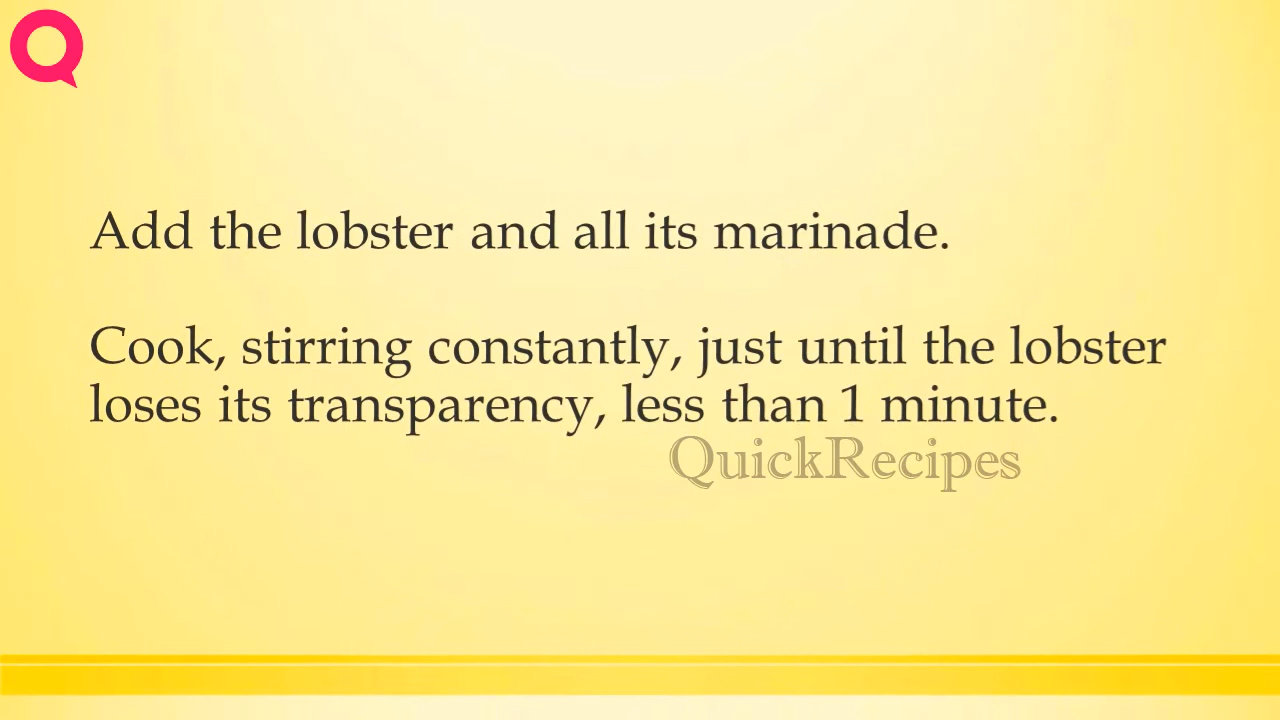 Add the lobster and all its marinade.
Cook, stirring constantly, just until the lobster
loses its transparency, less than 1 minute.
QuickRecipes